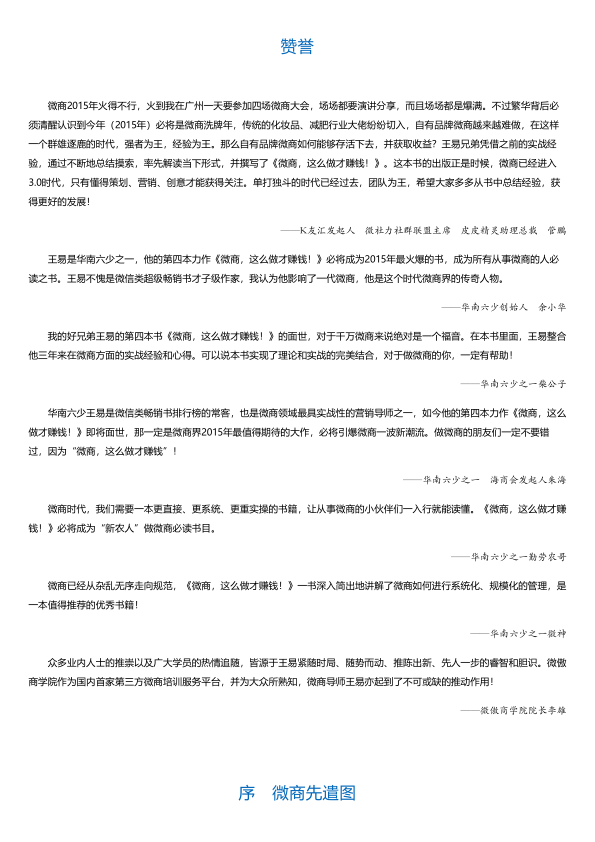 赞誉
微商2015年火得不行，火到我在广州一天要参加四场微商大会，场场都要演讲分享，而且场场都是爆满。不过繁华背后必
须清醒认识到今年（2015年）必将是微商洗牌年，传统的化妆品、减肥行业大佬纷纷切入，自有品牌微商越来越难做，在这样
一个群雄逐鹿的时代，强者为王，经验为王。那么自有品牌微商如何能够存活下去，并获取收益？王易兄弟凭借之前的实战经
验，通过不断地总结摸索，率先解读当下形式，并撰写了《微商，这么做才赚钱！》。这本书的出版正是时候，微商已经进入
3.0时代，只有懂得策划、营销、创意才能获得关注。单打独斗的时代已经过去，团队为王，希望大家多多从书中总结经验，获
得更好的发展！
——K友汇发起人　微社力社群联盟主席　皮皮精灵助理总裁　管鹏
王易是华南六少之一，他的第四本力作《微商，这么做才赚钱！》必将成为2015年最火爆的书，成为所有从事微商的人必
读之书。王易不愧是微信类超级畅销书才子级作家，我认为他影响了一代微商，他是这个时代微商界的传奇人物。
——华南六少创始人　余小华
我的好兄弟王易的第四本书《微商，这么做才赚钱！》的面世，对于千万微商来说绝对是一个福音。在本书里面，王易整合
他三年来在微商方面的实战经验和心得。可以说本书实现了理论和实战的完美结合，对于做微商的你，一定有帮助！
——华南六少之一柴公子
华南六少王易是微信类畅销书排行榜的常客，也是微商领域最具实战性的营销导师之一，如今他的第四本力作《微商，这么
做才赚钱！》即将面世，那一定是微商界2015年最值得期待的大作，必将引爆微商一波新潮流。做微商的朋友们一定不要错
过，因为“微商，这么做才赚钱”！
——华南六少之一　海商会发起人朱海
微商时代，我们需要一本更直接、更系统、更重实操的书籍，让从事微商的小伙伴们一入行就能读懂。《微商，这么做才赚
钱！》必将成为“新农人”做微商必读书目。
——华南六少之一勤劳农哥
微商已经从杂乱无序走向规范，《微商，这么做才赚钱！》一书深入简出地讲解了微商如何进行系统化、规模化的管理，是
一本值得推荐的优秀书籍！
——华南六少之一微神
众多业内人士的推崇以及广大学员的热情追随，皆源于王易紧随时局、随势而动、推陈出新、先人一步的睿智和胆识。微傲
商学院作为国内首家第三方微商培训服务平台，并为大众所熟知，微商导师王易亦起到了不可或缺的推动作用！
——微傲商学院院长李雄
序　微商先遣图